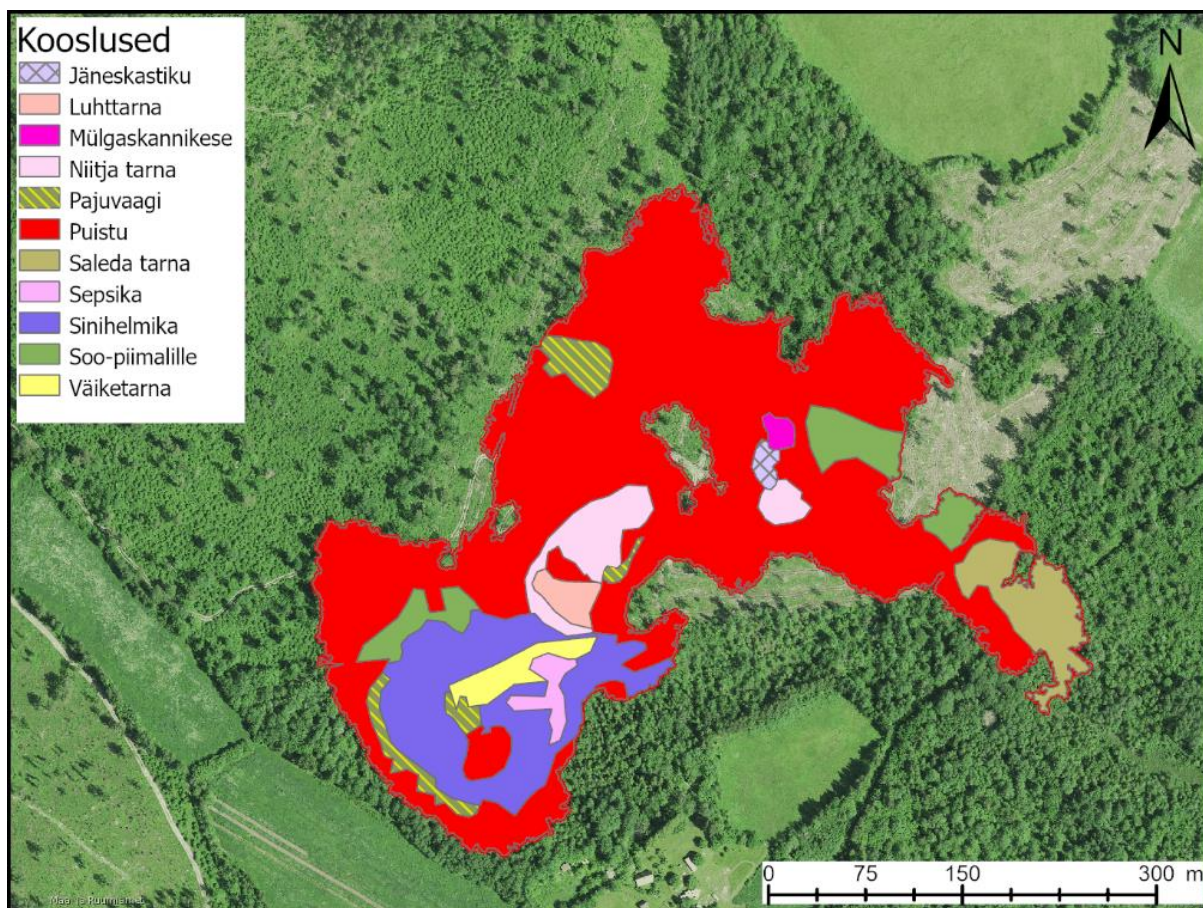 Kooslused
Jäneskastiku
Luhttarna
Mülgaskannikese
Niitja tarna
Pajuvaagi
Puistu
Saleda tarna
Sepsika
Sinihelmika
Soo-piimalille
Väiketarna
N
0 75 150 300 m